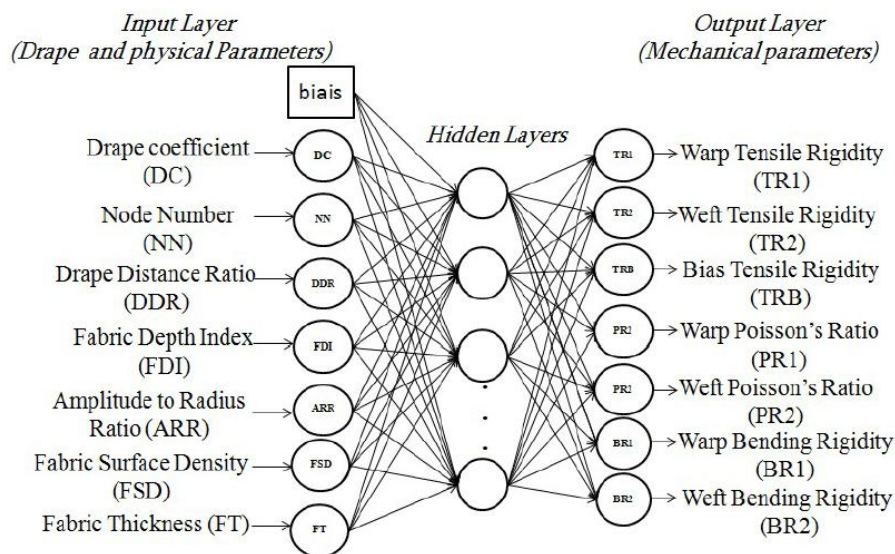 Input Layer
(Drape and physical Parameters)
Output Layer
(Mechanical parameters)
Hidden Layers
biais
Drape coefficient
(DC)
DC
Node Number
(NN)
NN
Drape Distance Ratio
(DDR)
DDR
Fabric Depth Index
(FDI)
FDI
Amplitude to Radius
Ratio (ARR)
ARR
Fabric Surface Density
(FSD)
FSD
Fabric Thickness (FT)
FT
TR1
Warp Tensile Rigidity
(TR1)
TR2
Weft Tensile Rigidity
(TR2)
TRB
Bias Tensile Rigidity
(TRB)
PR2
Warp Poisson's Ratio
(PR1)
PR2
Weft Poisson's Ratio
(PR2)
BR1
Warp Bending Rigidity
(BR1)
BR2
Weft Bending Rigidity
(BR2)